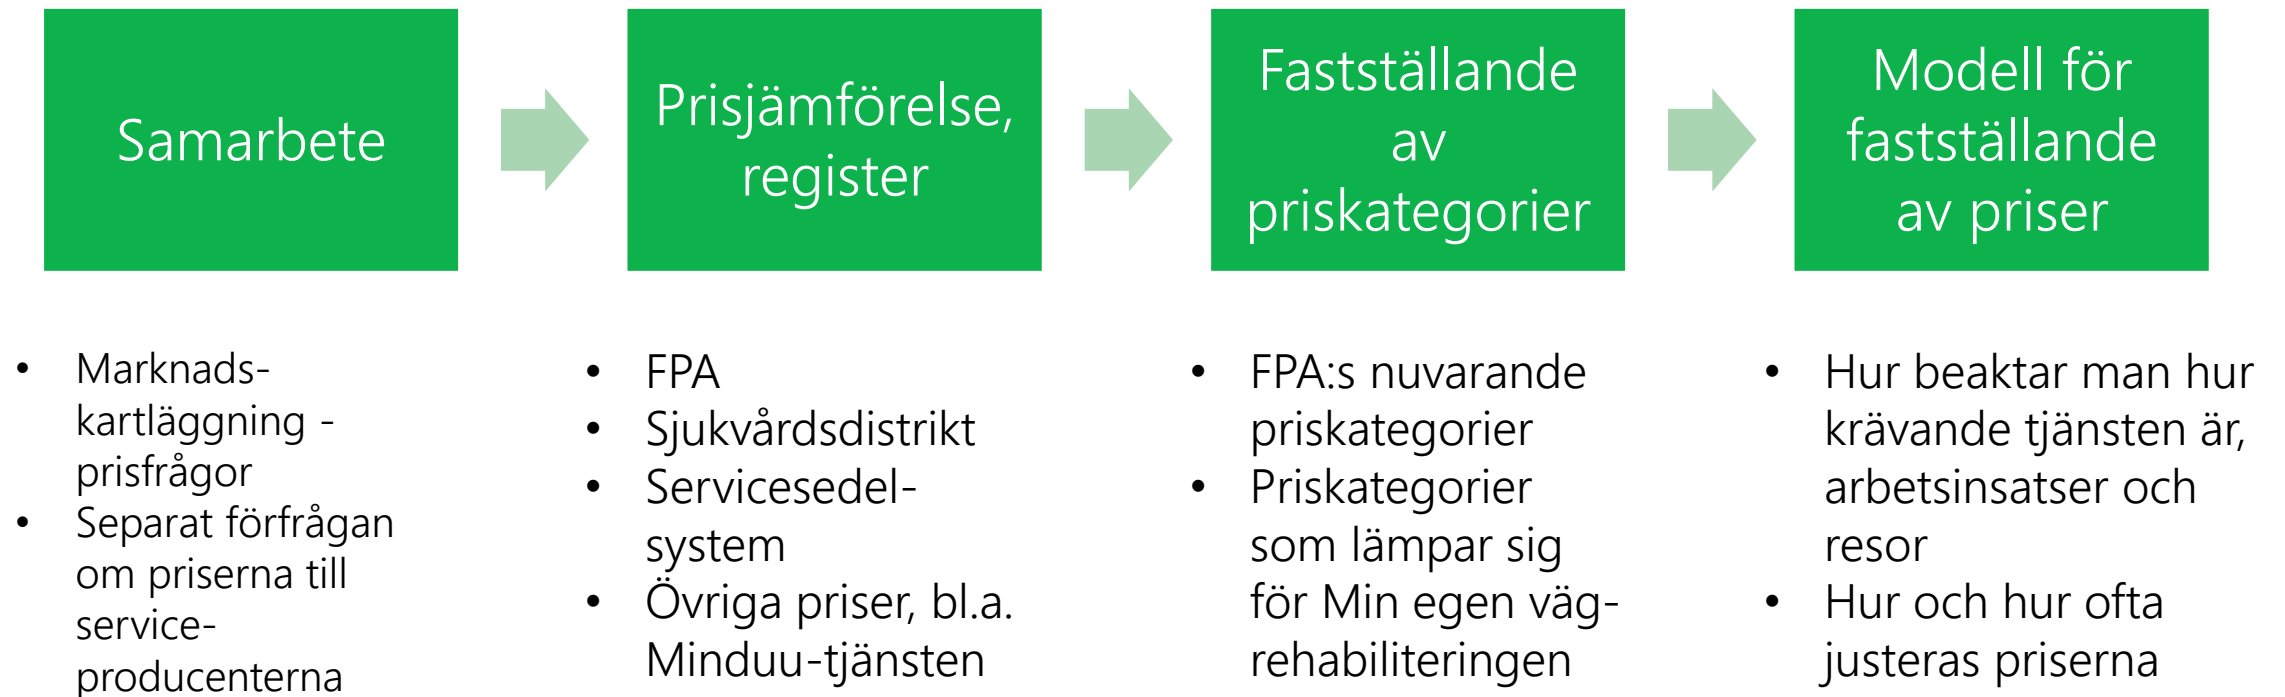 Samarbete
Prisjämförelse,
register
Fastställande
av
priskategorier
Modell för
fastställande
av priser
• Marknads-
kartläggning -
prisfrågor
• Separat förfrågan
om priserna till
service-
producenterna
• FPA
• Sjukvårdsdistrikt
• Servicesedel-
system
• Övriga priser, bl.a.
Minduu-tjänsten
• FPA:s nuvarande
priskategorier
• Priskategorier
som lämpar sig
för Min egen väg-
rehabiliteringen
• Hur beaktar man hur
krävande tjänsten är,
arbetsinsatser och
resor
• Hur och hur ofta
justeras priserna